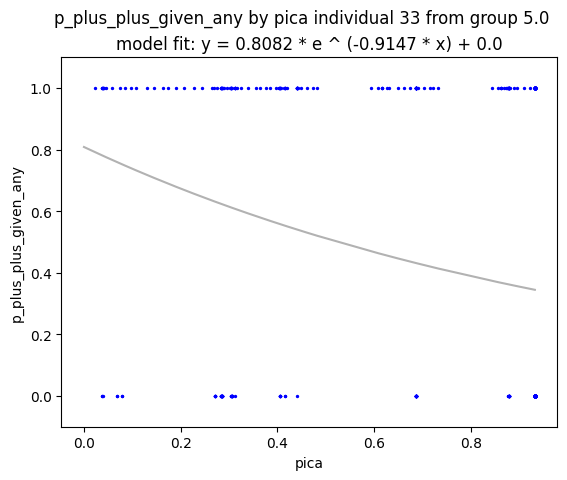 p_plus_plus_given_any by pica individual 33 from group 5.0
model fit: y = 0.8082 * e ^ (-0.9147 * x) + 0.0
1.0
0.8
0.6
0.4
0.2
0.0
p_plus_plus_given_any
0.0 0.2 0.4 0.6 0.8
pica